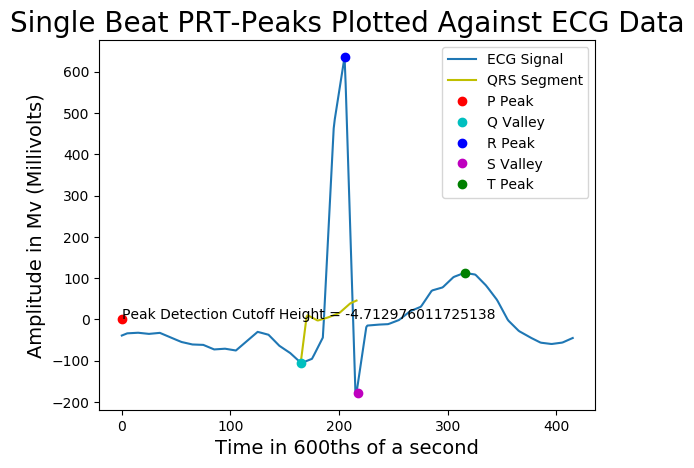 Single Beat PRT-Peaks Plotted Against ECG Data
ECG Signal
QRS Segment
P Peak
Q Valley
R Peak
S Valley
T Peak
Amplitude in Mv (Millivolts)
600
500
400
300
200
100
0
−100
−200
Peak Detection Cutoff Height = -4.712976011725138
0 100 200 300 400
Time in 600ths of a second